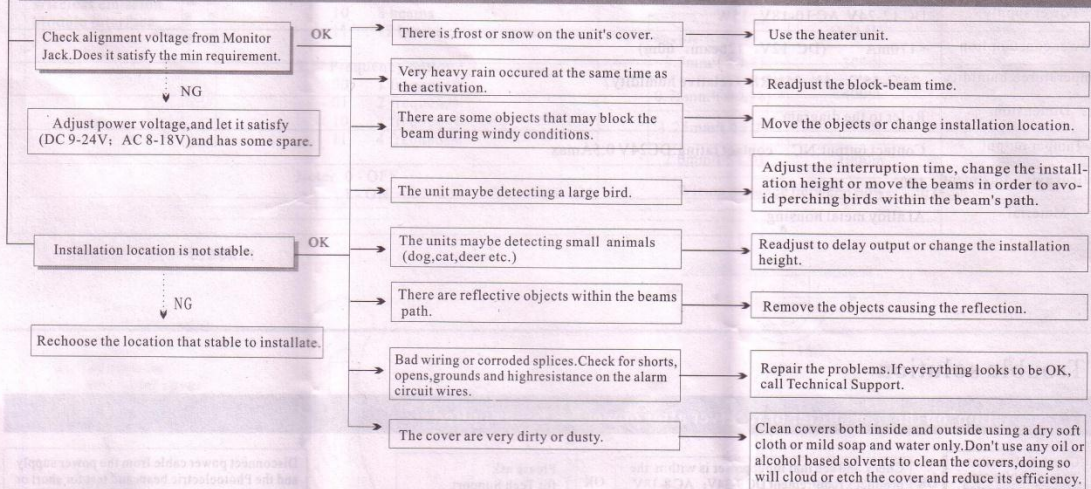 Check alignment voltage from Monitor
Jack.Does it satisfy the min requirement.
OK
NG
Adjust power voltage,and let it satisfy
(DC 9-24V; AC 8-18V)and has some spare.
Installation location is not stable.
OK
NG
Rechoose the location that stable to installate.
There is frost or snow on the unit's cover.
Use the heater unit.
Very heavy rain occured at the same time as
the activation.
Readjust the block-beam time.
There are some objects that may block the
beam during windy conditions.
Move the objects or change installation location.
The unit maybe detecting a large bird.
Adjust the interruption time, change the install-
ation height or move the beams in order to avo-
id perching birds within the beam's path.
The units maybe detecting small animals
(dog,cat,deer etc.)
Readjust to delay output or change the installation
height.
There are reflective objects within the beams
path.
Remove the objects causing the reflection.
Bad wiring or corroded splices.Check for shorts,
opens,grounds and highresistance on the alarm
circuit wires.
Repair the problems.If everything looks to be OK,
call Technical Support.
The cover are very dirty or dusty.
Clean covers both inside and outside using a dry soft
cloth or mild soap and water only.Don't use any oil or
alcohol based solvents to clean the covers,doing so
will cloud or etch the cover and reduce its efficiency.